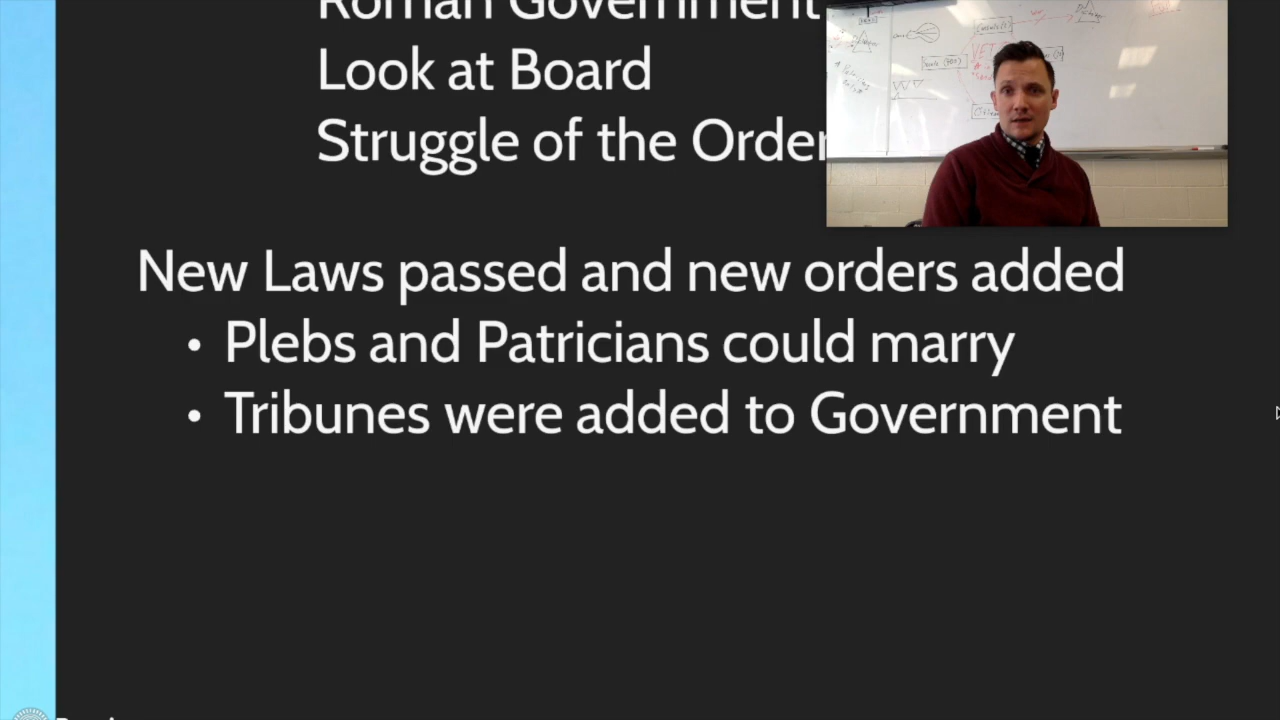 Roman Government
Look at Board
Struggle of the Order
New Laws passed and new orders added
• Plebs and Patricians could marry
• Tribunes were added to Government